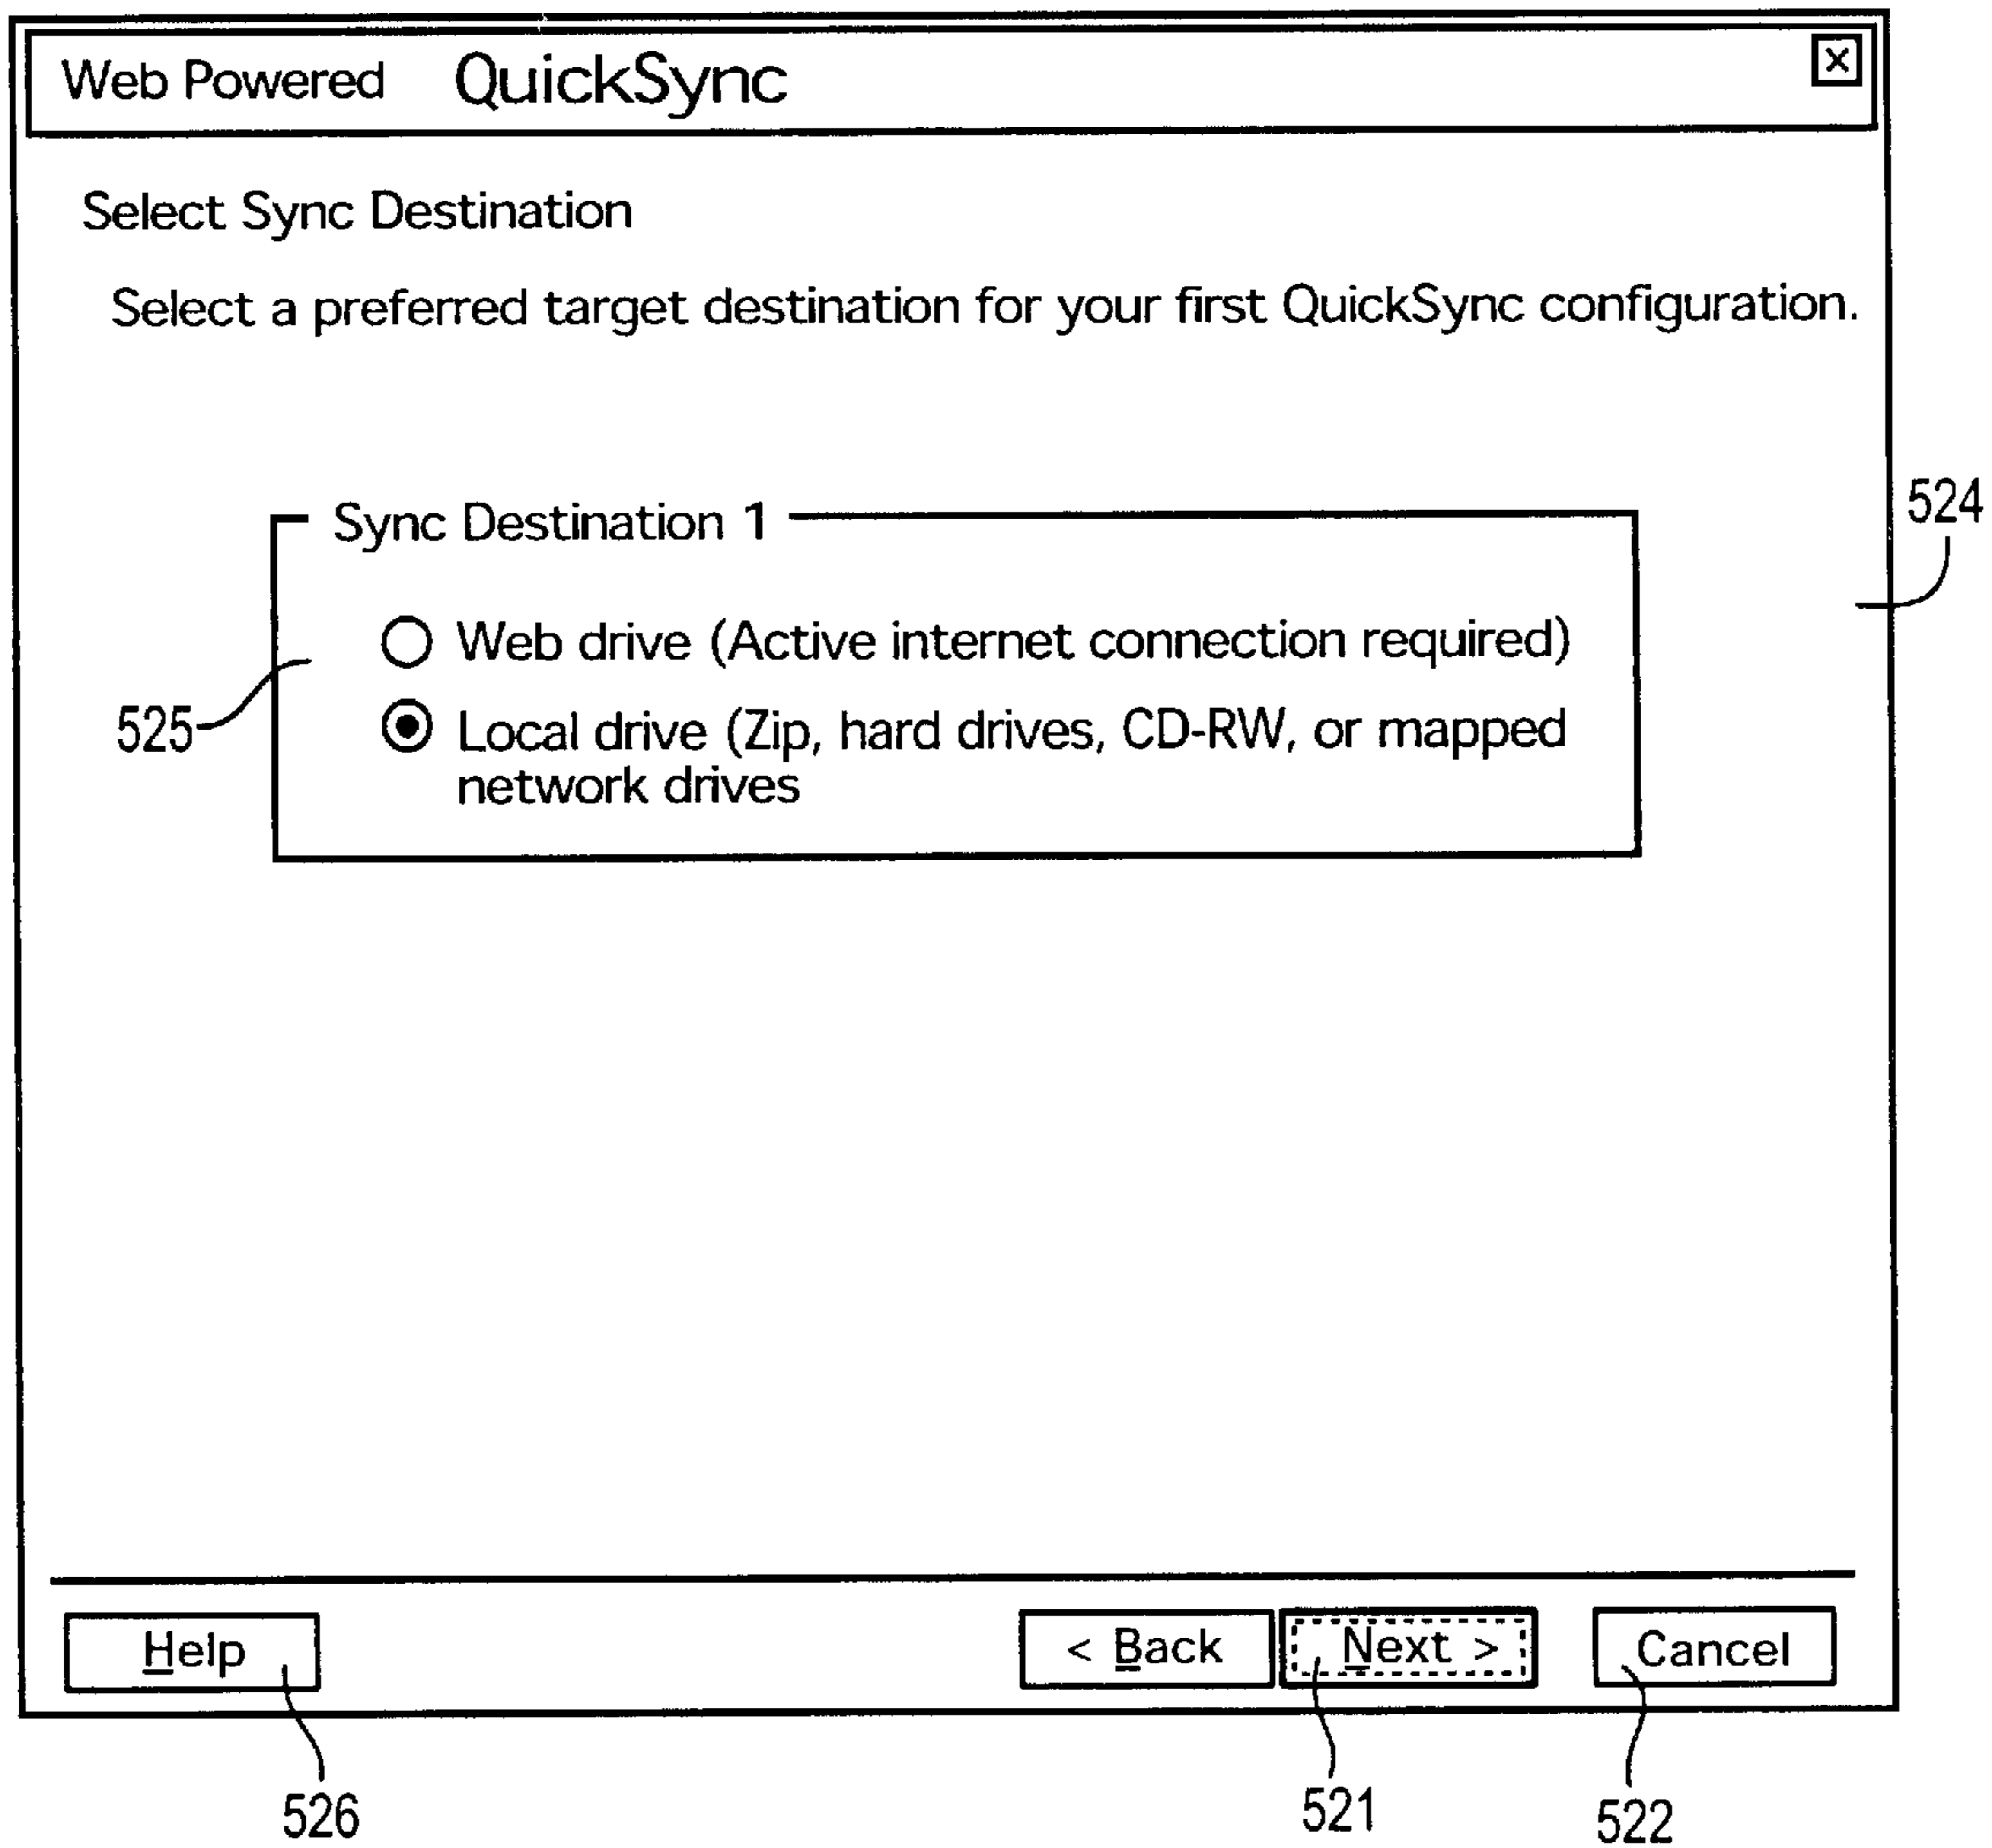 Web Powered QuickSync
Select Sync Destination
Select a preferred target destination for your first QuickSync configuration.
524
Sync Destination 1
Web drive (Active internet connection required)
525
Local drive (Zip, hard drives, CD-RW, or mapped
network drives
Help
< Back
Next >
Cancel
526
521
522